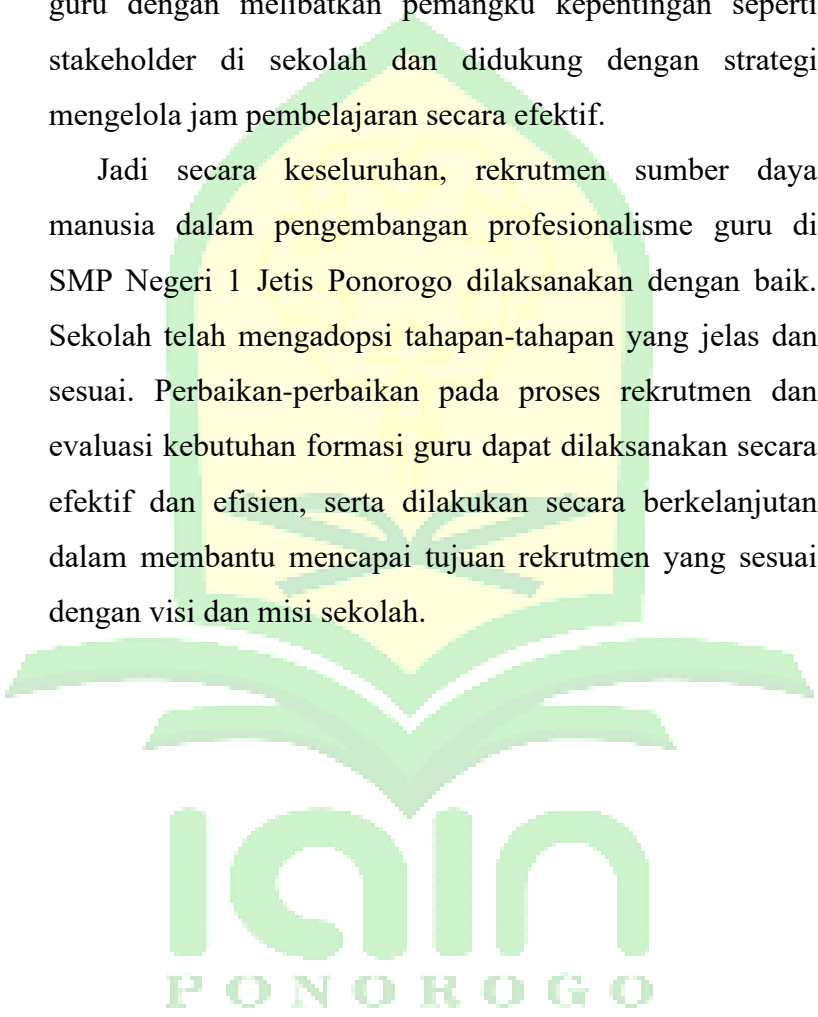 guru dengan melibatkan pemangku kepentingan seperti
stakeholder di sekolah dan didukung dengan strategi
mengelola jam pembelajaran secara efektif.
Jadi secara keseluruhan, rekrutmen sumber daya
manusia dalam pengembangan profesionalisme guru di
SMP Negeri 1 Jetis Ponorogo dilaksanakan dengan baik.
Sekolah telah mengadopsi tahapan-tahapan yang jelas dan
sesuai. Perbaikan-perbaikan pada proses rekrutmen dan
evaluasi kebutuhan formasi guru dapat dilaksanakan secara
efektif dan efisien, serta dilakukan secara berkelanjutan
dalam membantu mencapai tujuan rekrutmen yang sesuai
dengan visi dan misi sekolah.
IAIN
PONOROGO